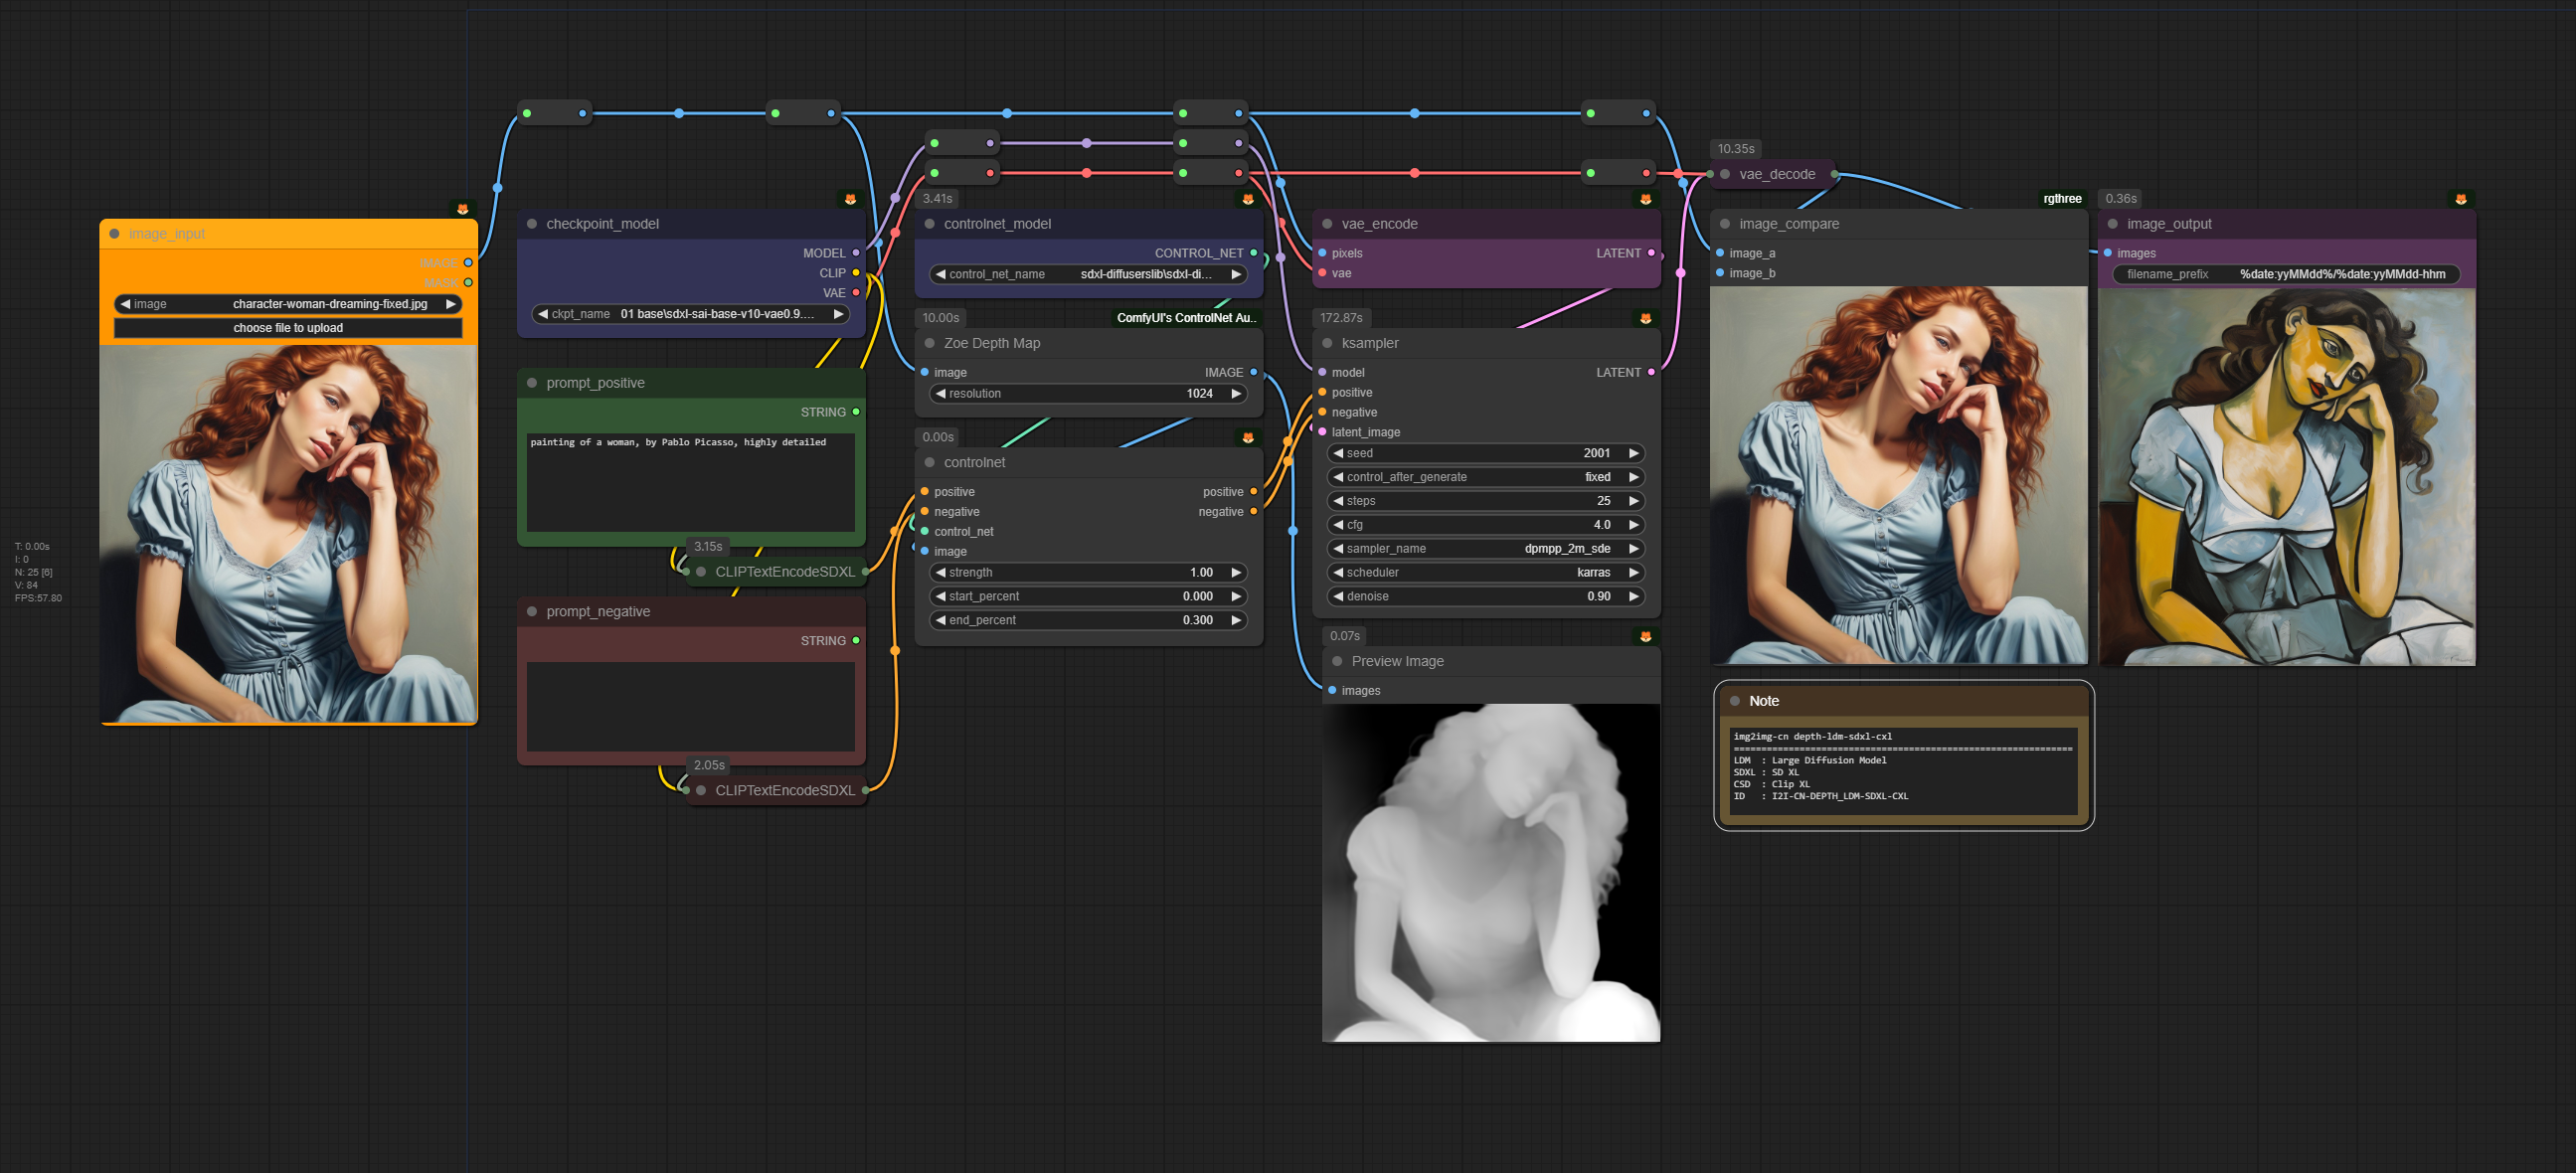 image_input
IMAGE
MASK
image character-woman-dreaming-fixed.jpg
choose file to upload
T: 0.00s
I: 0
N: 25 [6]
V: 84
FPS:57.80
checkpoint_model
MODEL
CLIP
VAE
ckpt_name 01 base\sdxl-sai-base-v10-vae0.9....
prompt_positive
STRING
painting of a woman, by Pablo Picasso, highly detailed
3.15s
CLIPTextEncodeSDXL
prompt_negative
STRING
2.05s
CLIPTextEncodeSDXL
3.41s
controlnet_model
CONTROL_NET
control_net_name sdxl-diffuserslib\sdxl-di...
10.00s
ComfyUI's ControlNet Au..
Zoe Depth Map
image IMAGE
resolution 1024
0.00s
controlnet
positive positive
negative negative
control_net
image
strength 1.00
start_percent 0.000
end_percent 0.300
vae_encode
pixels LATENT
vae
172.87s
ksampler
model LATENT
positive
negative
latent_image
seed 2001
control_after_generate fixed
steps 25
cfg 4.0
sampler_name dpmpp_2m_sde
scheduler karras
denoise 0.90
0.07s
Preview Image
images
10.35s
vae_decode
rgthree
image_compare
image_a
image_b
0.36s
image_output
images
filename_prefix %date:yyMMdd%/%date:yyMMdd-hhm
Note
img2img-cn depth-ldm-sdxl-cxl
==============================================================
LDM : Large Diffusion Model
SDXL : SD XL
CSD : Clip XL
ID : I2I-CN-DEPTH_LDM-SDXL-CXL